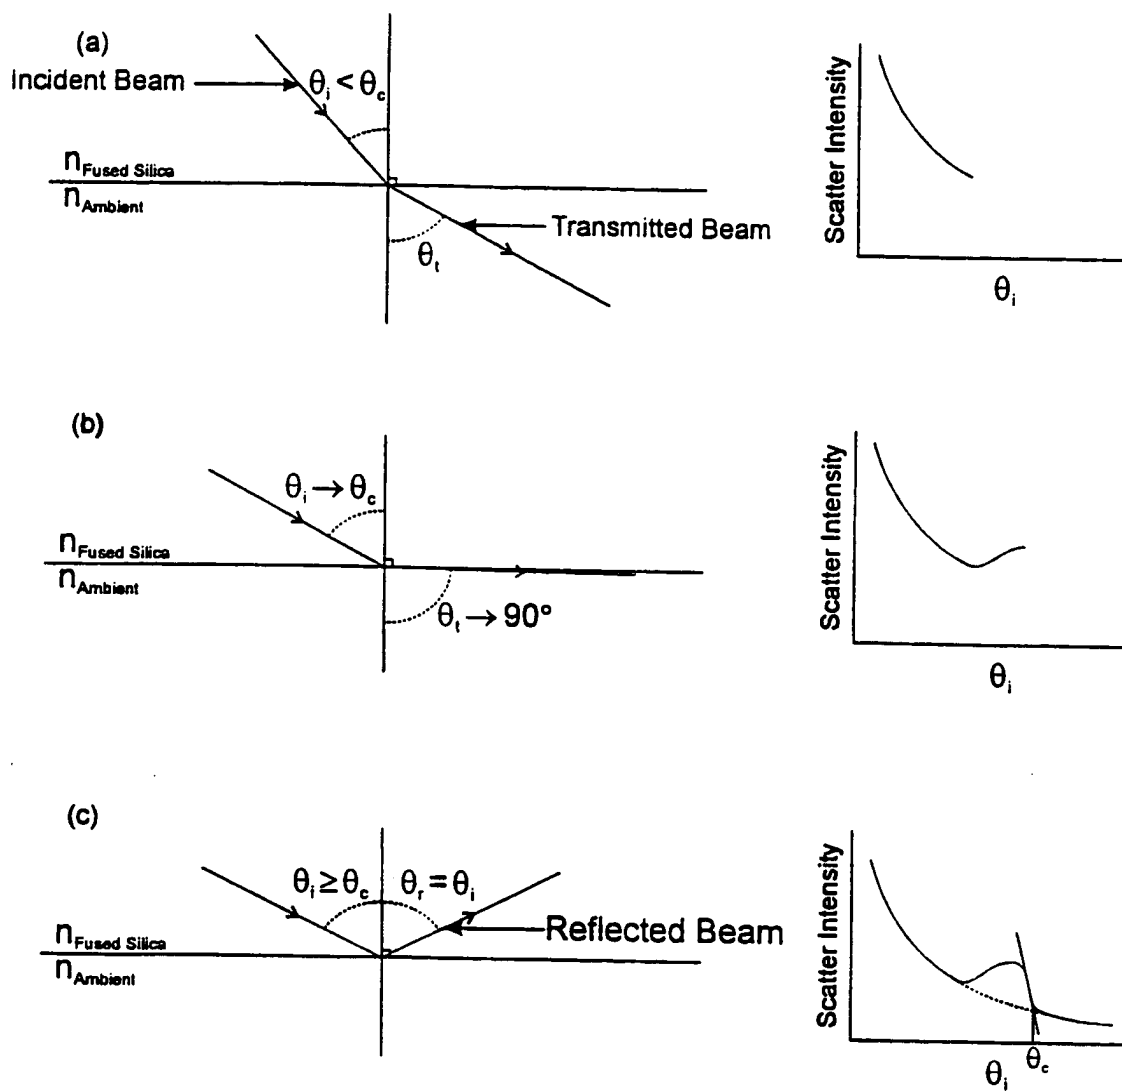 (a)
Incident Beam
θi < θc
nFused Silica
nAmbient
Transmitted Beam
θt
Scatter Intensity
θi
(b)
θi → θc
nFused Silica
nAmbient
θt → 90°
Scatter Intensity
θi
(c)
θi ≥ θc θr = θi
nFused Silica
nAmbient
Reflected Beam
Scatter Intensity
θi
θc